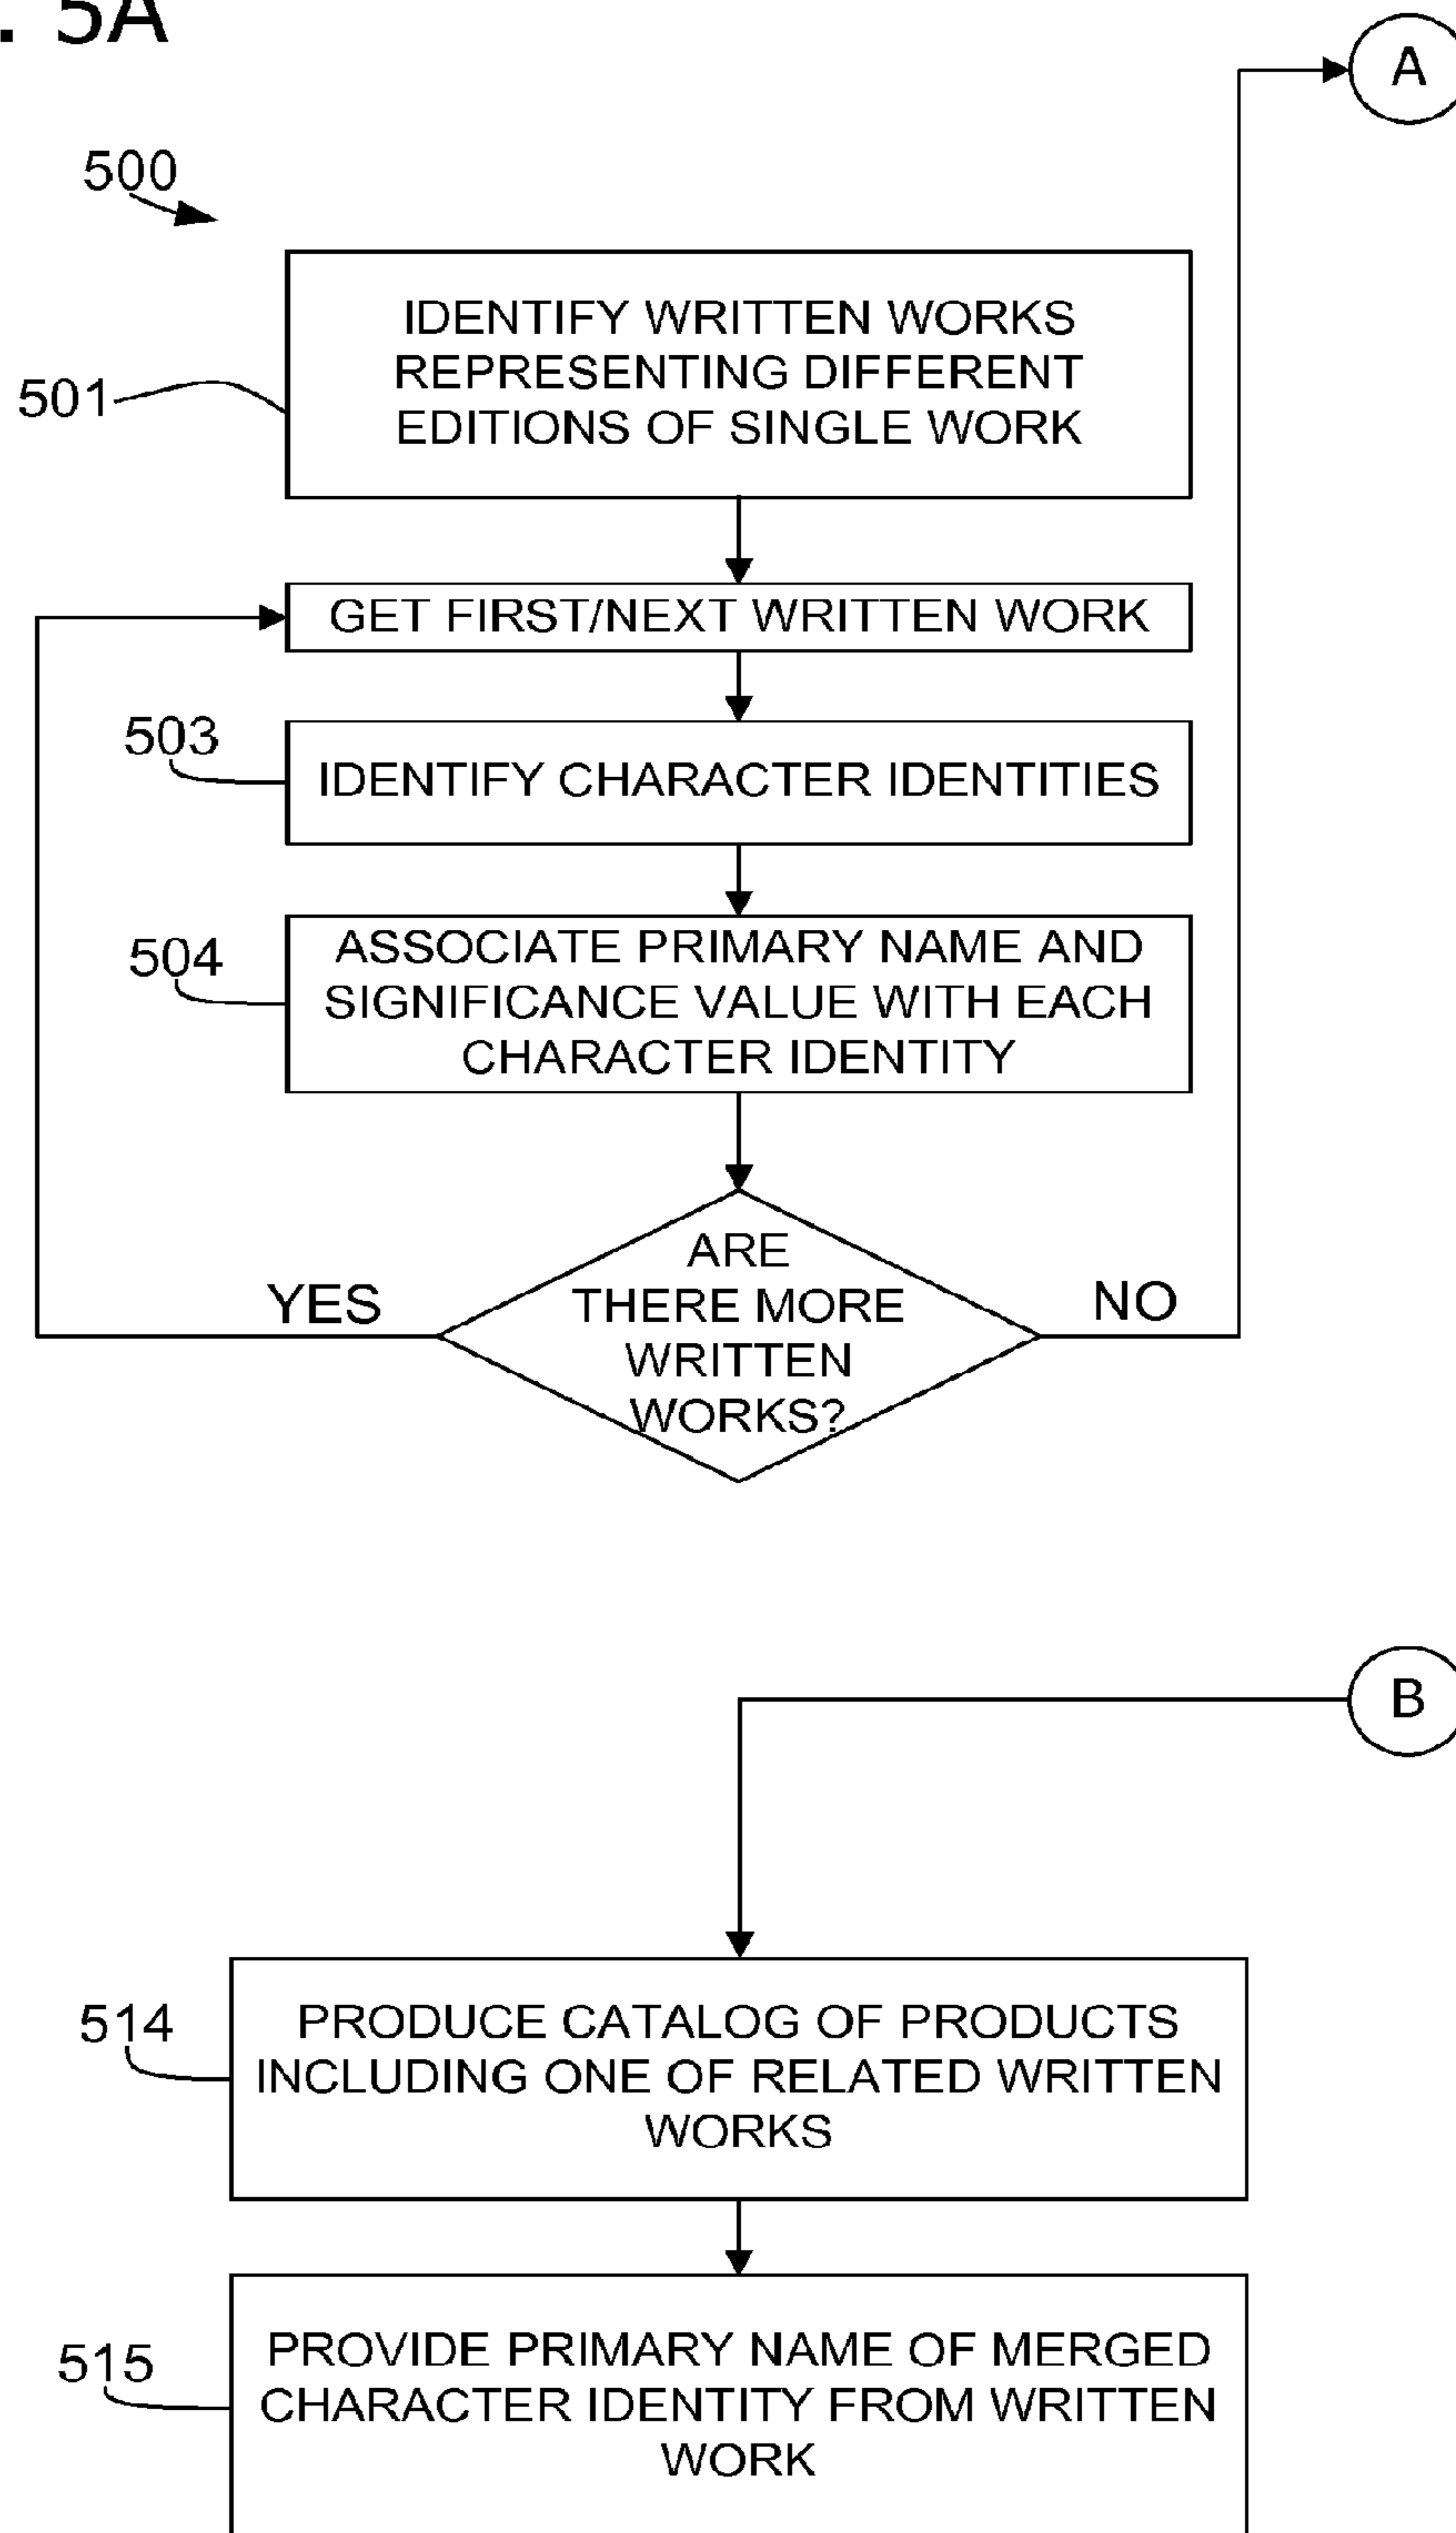 . 5A
A
500
IDENTIFY WRITTEN WORKS
REPRESENTING DIFFERENT
EDITIONS OF SINGLE WORK
501
GET FIRST/NEXT WRITTEN WORK
503
IDENTIFY CHARACTER IDENTITIES
504
ASSOCIATE PRIMARY NAME AND
SIGNIFICANCE VALUE WITH EACH
CHARACTER IDENTITY
ARE
THERE MORE
WRITTEN
WORKS?
YES
NO
B
514
PRODUCE CATALOG OF PRODUCTS
INCLUDING ONE OF RELATED WRITTEN
WORKS
515
PROVIDE PRIMARY NAME OF MERGED
CHARACTER IDENTITY FROM WRITTEN
WORK